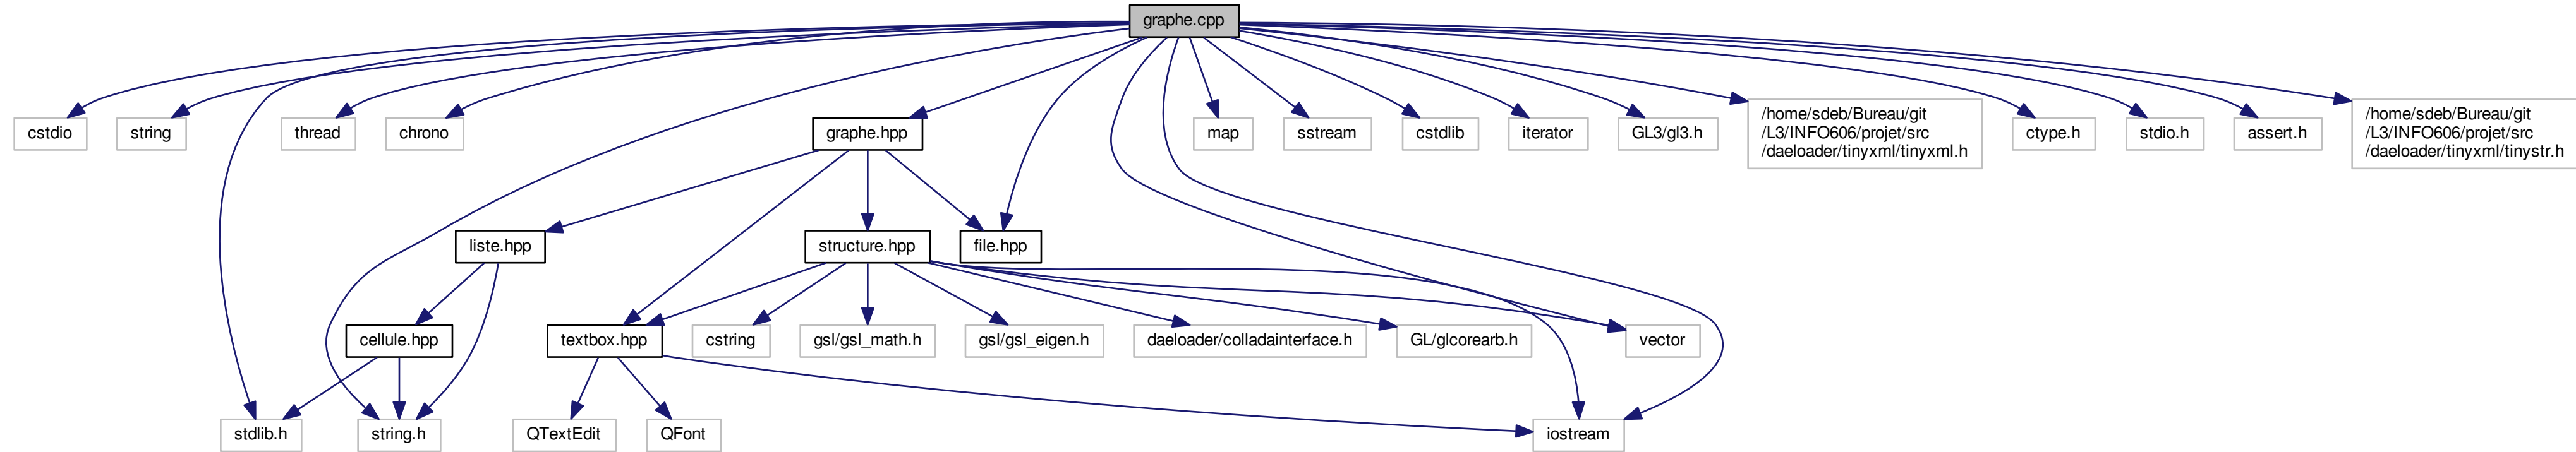 graphe.cpp
cstdio
string
thread
chrono
graphe.hpp
map
sstream
cstdlib
iterator
GL3/gl3.h
/home/sdeb/Bureau/git
/L3/INFO606/projet/src
/daeloader/tinyxml/tinyxml.h
ctype.h
stdio.h
assert.h
/home/sdeb/Bureau/git
/L3/INFO606/projet/src
/daeloader/tinyxml/tinystr.h
liste.hpp
structure.hpp
file.hpp
cellule.hpp
textbox.hpp
cstring
gsl/gsl_math.h
gsl/gsl_eigen.h
daeloader/colladainterface.h
GL/glcorearb.h
vector
stdlib.h
string.h
QTextEdit
QFont
iostream